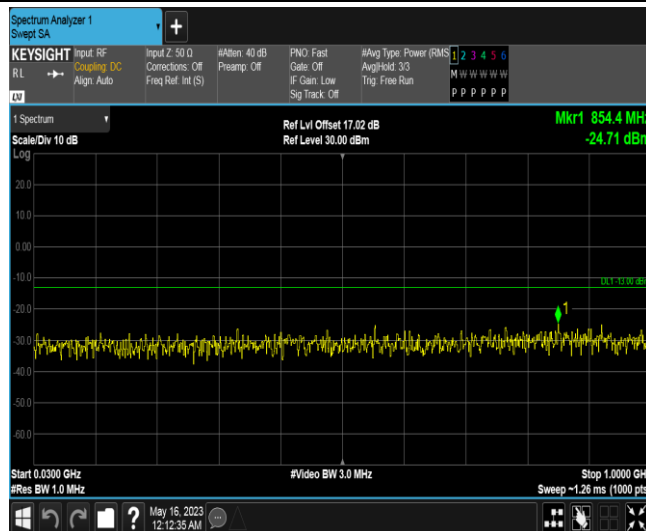 Spectrum Analyzer 1
Swept SA
+
KEYSIGHT
RL
LXI
Input: RF
Coupling: DC
Align: Auto
Input Z: 50 Ω
Corrections: Off
Freq Ref: Int (S)
#Atten: 40 dB
Preamp: Off
PNO: Fast
Gate: Off
IF Gain: Low
Sig Track: Off
#Avg Type: Power (RMS
Avg|Hold: 3/3
Trig: Free Run
1 2 3 4 5 6
M W W W W W
P P P P P P
1 Spectrum
Scale/Div 10 dB
Ref Lvl Offset 17.02 dB
Ref Level 30.00 dBm
Mkr1 854.4 MHz
-24.71 dBm
Log
20.0
10.0
0.00
-10.0
DL1 -13.00 dBm
-20.0
1
-30.0
-40.0
-50.0
-60.0
Start 0.0300 GHz
#Res BW 1.0 MHz
#Video BW 3.0 MHz
Stop 1.0000 GH
Sweep ~1.26 ms (1000 pts
?
May 16, 2023
12:12:35 AM